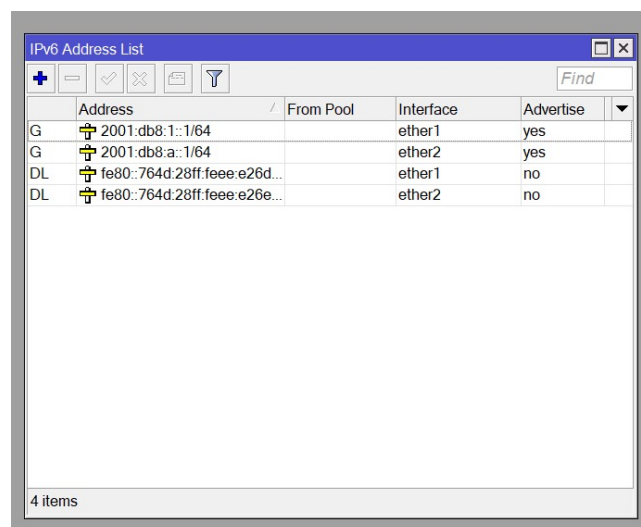 IPv6 Address List
Find
Address From Pool Interface Advertise
G 2001:db8:1::1/64 ether1 yes
G 2001:db8:a::1/64 ether2 yes
DL fe80::764d:28ff:feee:e26d... ether1 no
DL fe80::764d:28ff:feee:e26e... ether2 no
4 items